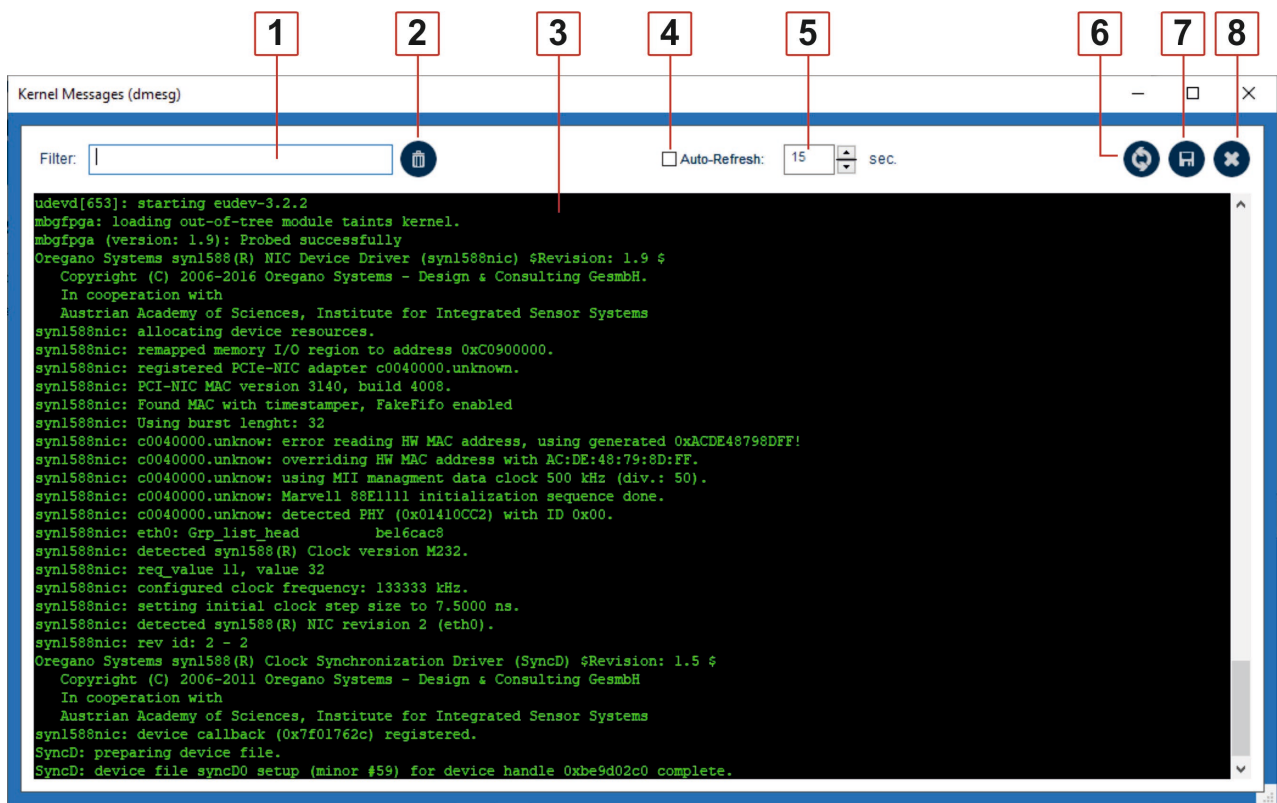 1 2 3 4 5 6 7 8
Kernel Messages (dmesg)
Filter: Auto-Refresh: 15 sec.
udevd[653]: starting eudev-3.2.2
mbgfpga: loading out-of-tree module taints kernel.
mbgfpga (version: 1.9): Probed successfully
Oregano Systems syn1588(R) NIC Device Driver (syn1588nic) $Revision: 1.9 $
Copyright (C) 2006-2016 Oregano Systems - Design & Consulting GesmbH.
In cooperation with
Austrian Academy of Sciences, Institute for Integrated Sensor Systems
syn1588nic: allocating device resources.
syn1588nic: remapped memory I/O region to address 0xC0900000.
syn1588nic: registered PCIe-NIC adapter c0040000.unknown.
syn1588nic: PCI-NIC MAC version 3140, build 4008.
syn1588nic: Found MAC with timestamper, FakeFifo enabled
syn1588nic: Using burst lenght: 32
syn1588nic: c0040000.unknow: error reading HW MAC address, using generated 0xACDE48798DFF!
syn1588nic: c0040000.unknow: overriding HW MAC address with AC:DE:48:79:8D:FF.
syn1588nic: c0040000.unknow: using MII managment data clock 500 kHz (div.: 50).
syn1588nic: c0040000.unknow: Marvell 88E1111 initialization sequence done.
syn1588nic: c0040000.unknow: detected PHY (0x01410CC2) with ID 0x00.
syn1588nic: eth0: Grp_list_head be16cac8
syn1588nic: detected syn1588(R) Clock version M232.
syn1588nic: req_value 11, value 32
syn1588nic: configured clock frequency: 133333 kHz.
syn1588nic: setting initial clock step size to 7.5000 ns.
syn1588nic: detected syn1588(R) NIC revision 2 (eth0).
syn1588nic: rev id: 2 - 2
Oregano Systems syn1588(R) Clock Synchronization Driver (SyncD) $Revision: 1.5 $
Copyright (C) 2006-2011 Oregano Systems - Design & Consulting GesmbH
In cooperation with
Austrian Academy of Sciences, Institute for Integrated Sensor Systems
syn1588nic: device callback (0x7f01762c) registered.
SyncD: preparing device file.
SyncD: device file syncD0 setup (minor #59) for device handle 0xbe9d02c0 complete.